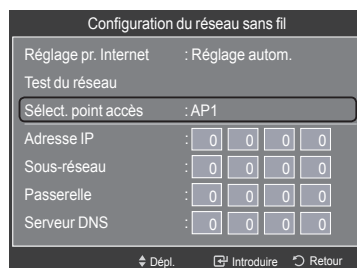 Configuration du réseau sans fil
Réglage pr. Internet : Réglage autom.
Test du réseau
Sélect. point accès : AP1
Adresse IP : 0 0 0 0
Sous-réseau : 0 0 0 0
Passerelle : 0 0 0 0
Serveur DNS : 0 0 0 0
Dépl. Introduire Retour